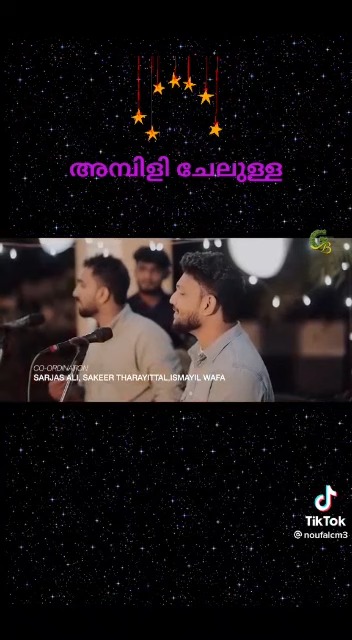 അമ്പിളി ചേലുള്ള
CO-ORDINATION
SARJAS ALI, SAKEER THARAYITTAL,ISMAYIL WAFA
TikTok
@noufalcm3